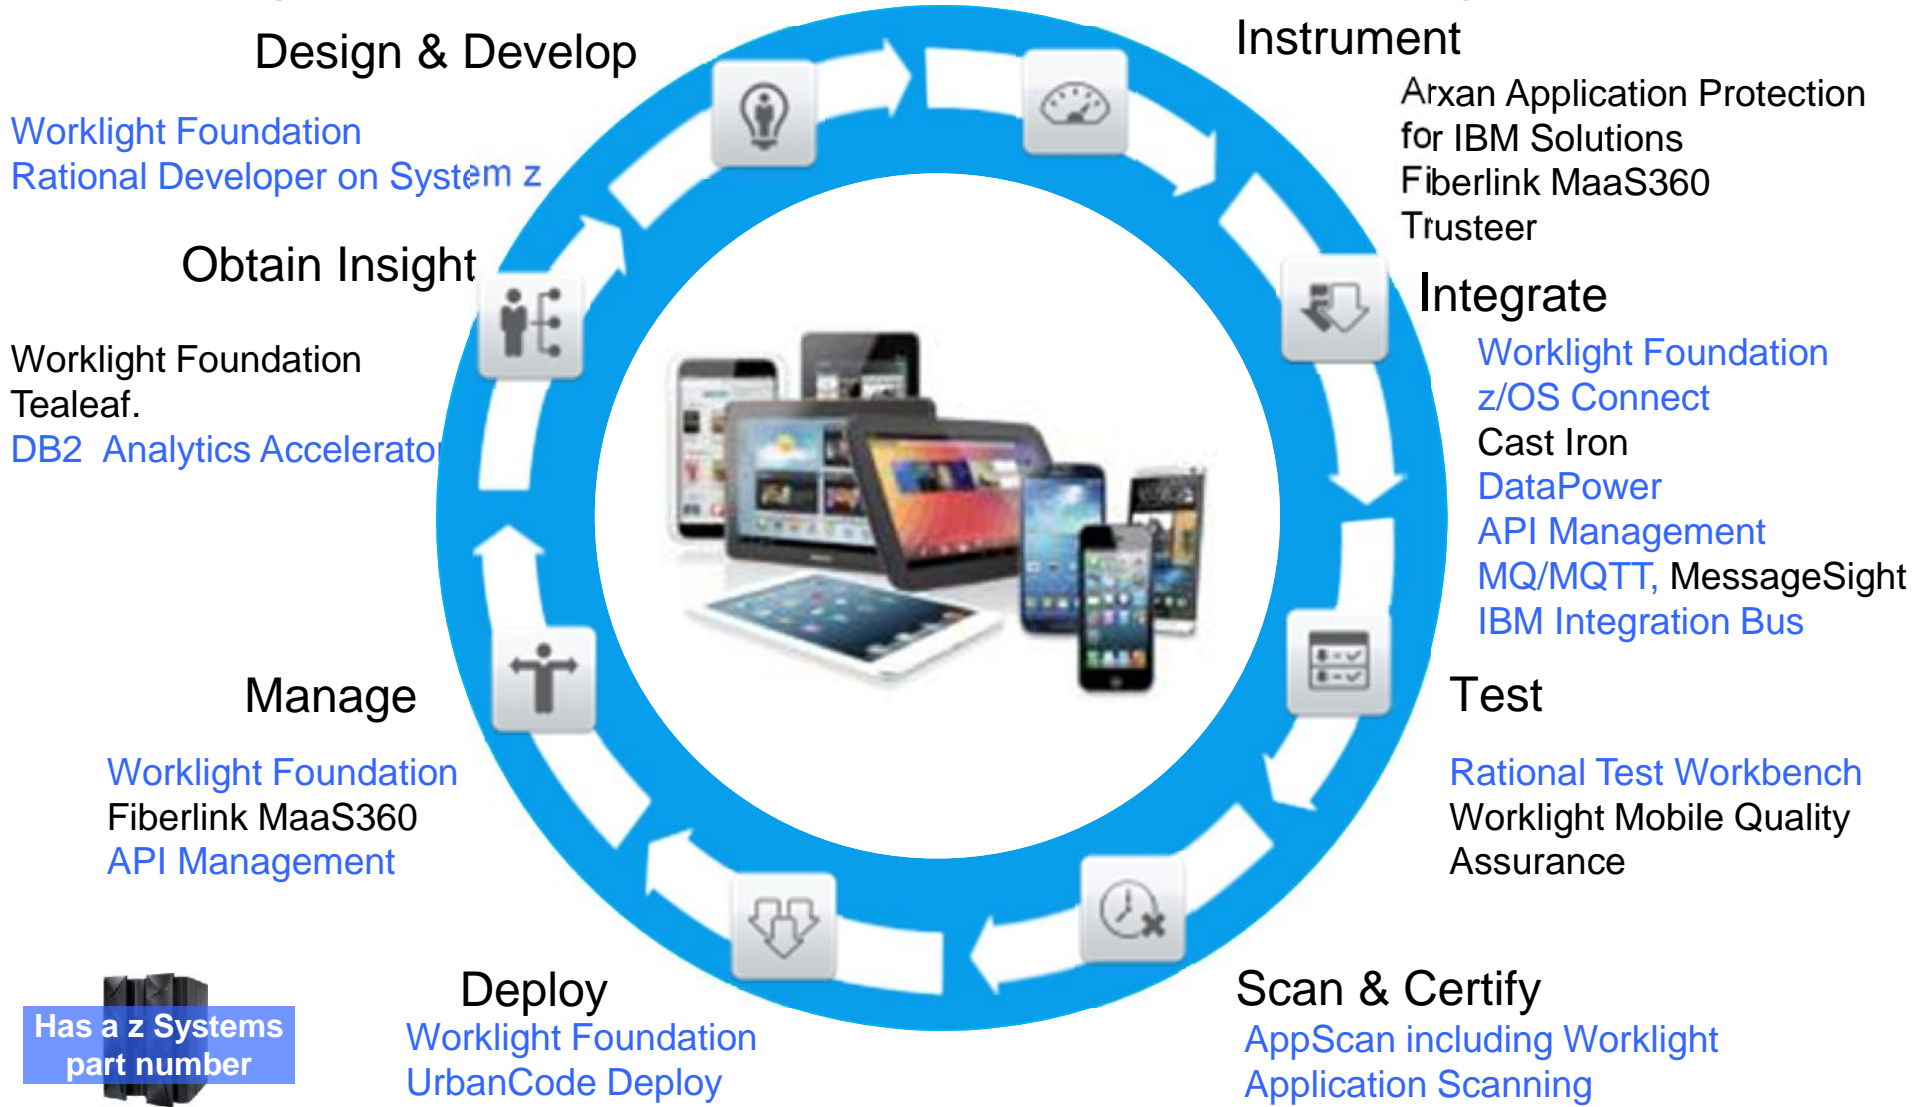 Design & Develop
Worklight Foundation
Rational Developer on System z
Obtain Insight
Worklight Foundation
Tealeaf.
DB2 Analytics Accelerator
Manage
Worklight Foundation
Fiberlink MaaS360
API Management
Has a z Systems
part number
Deploy
Worklight Foundation
UrbanCode Deploy
Instrument
Arxan Application Protection
for IBM Solutions
Fiberlink MaaS360
Trusteer
Integrate
Worklight Foundation
z/OS Connect
Cast Iron
DataPower
API Management
MQ/MQTT, MessageSight
IBM Integration Bus
Test
Rational Test Workbench
Worklight Mobile Quality
Assurance
Scan & Certify
AppScan including Worklight
Application Scanning